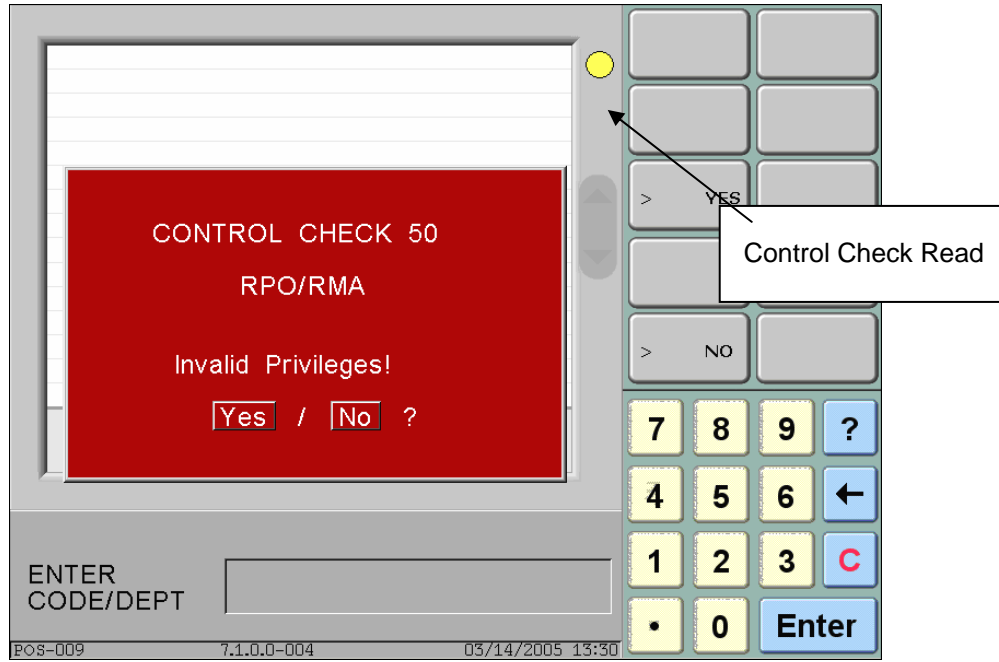 CONTROL CHECK 50
RPO/RMA
Invalid Privileges!
Yes / No ?
> YES
Control Check Read
> NO
7 8 9 ?
4 5 6 ←
1 2 3 C
• 0 Enter
ENTER
CODE/DEPT
POS-009 7.1.0.0-004 03/14/2005 13:30